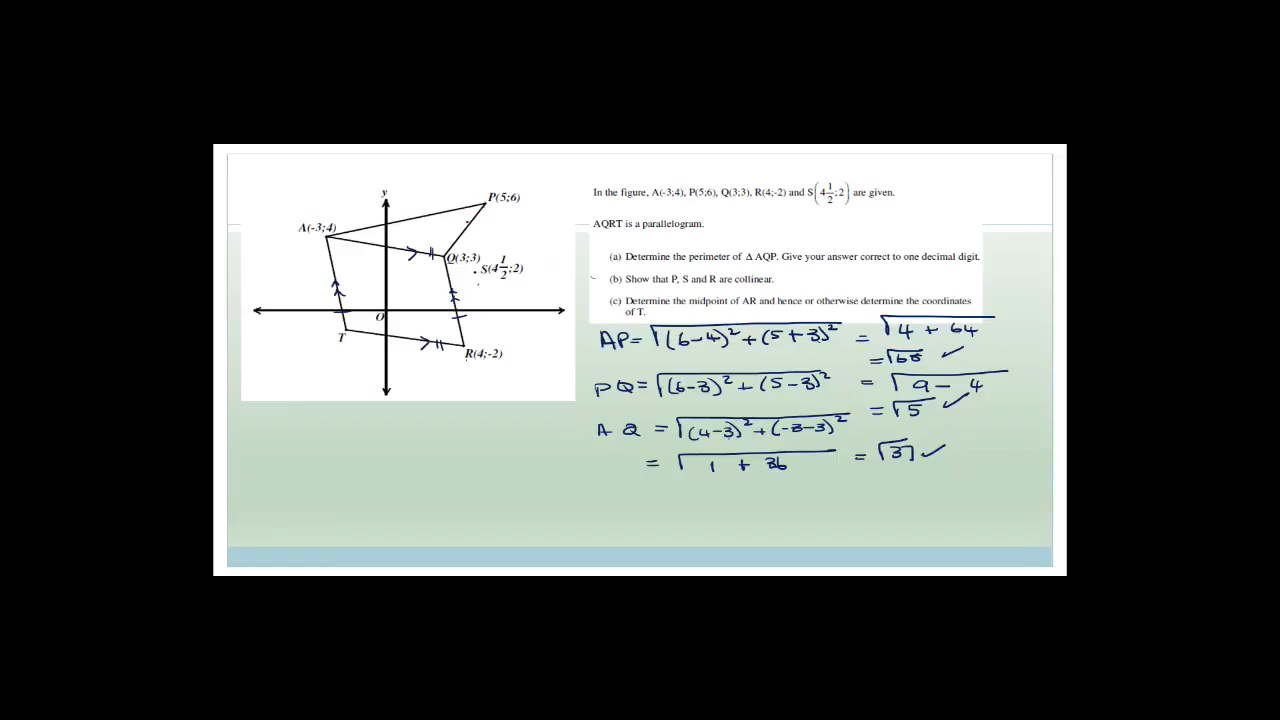 y
P(5;6)
A(-3;4)
Q(3;3)
S(4 1/2;2)
O
T
R(4;-2)
In the figure, A(-3;4), P(5;6), Q(3;3), R(4;-2) and S(4 1/2;2) are given.
AQRT is a parallelogram.
(a) Determine the perimeter of Δ AQP. Give your answer correct to one decimal digit.
(b) Show that P, S and R are collinear.
(c) Determine the midpoint of AR and hence or otherwise determine the coordinates
of T.
AP = √(6-4)² + (5+3)² = √4 + 64
= √68 ✓
PQ = √(6-3)² + (5-3)² = √9 - 4
= √5 ✓
AQ = √(4-3)² + (-3-3)²
= √1 + 36 = √37 ✓